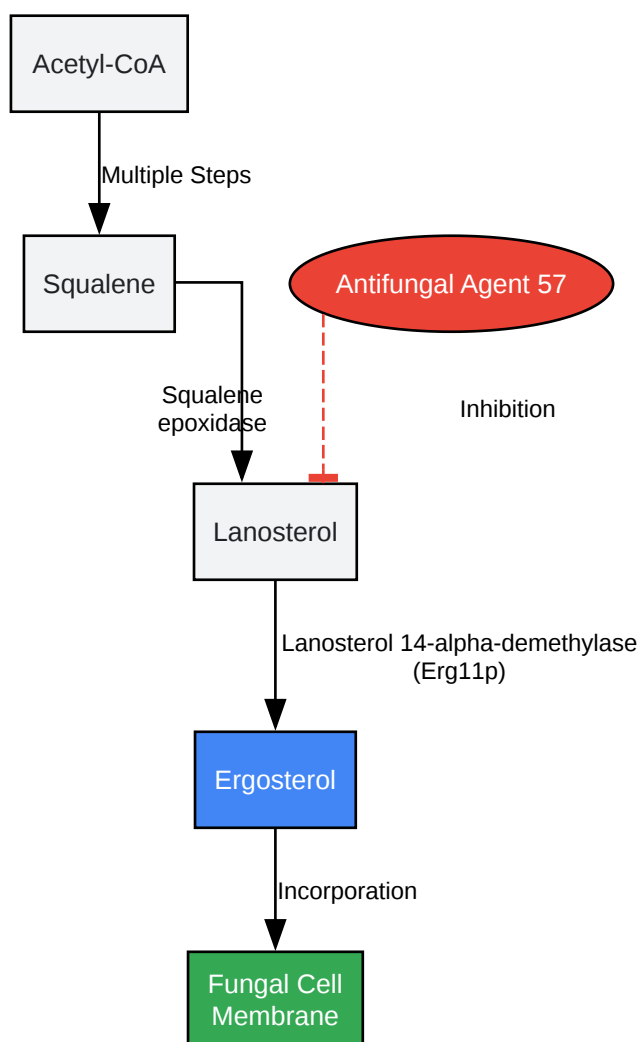 Acetyl-CoA
Multiple Steps
Squalene
Antifungal Agent 57
Squalene
epoxidase
Inhibition
Lanosterol
Lanosterol 14-alpha-demethylase
(Erg11p)
Ergosterol
Incorporation
Fungal Cell
Membrane